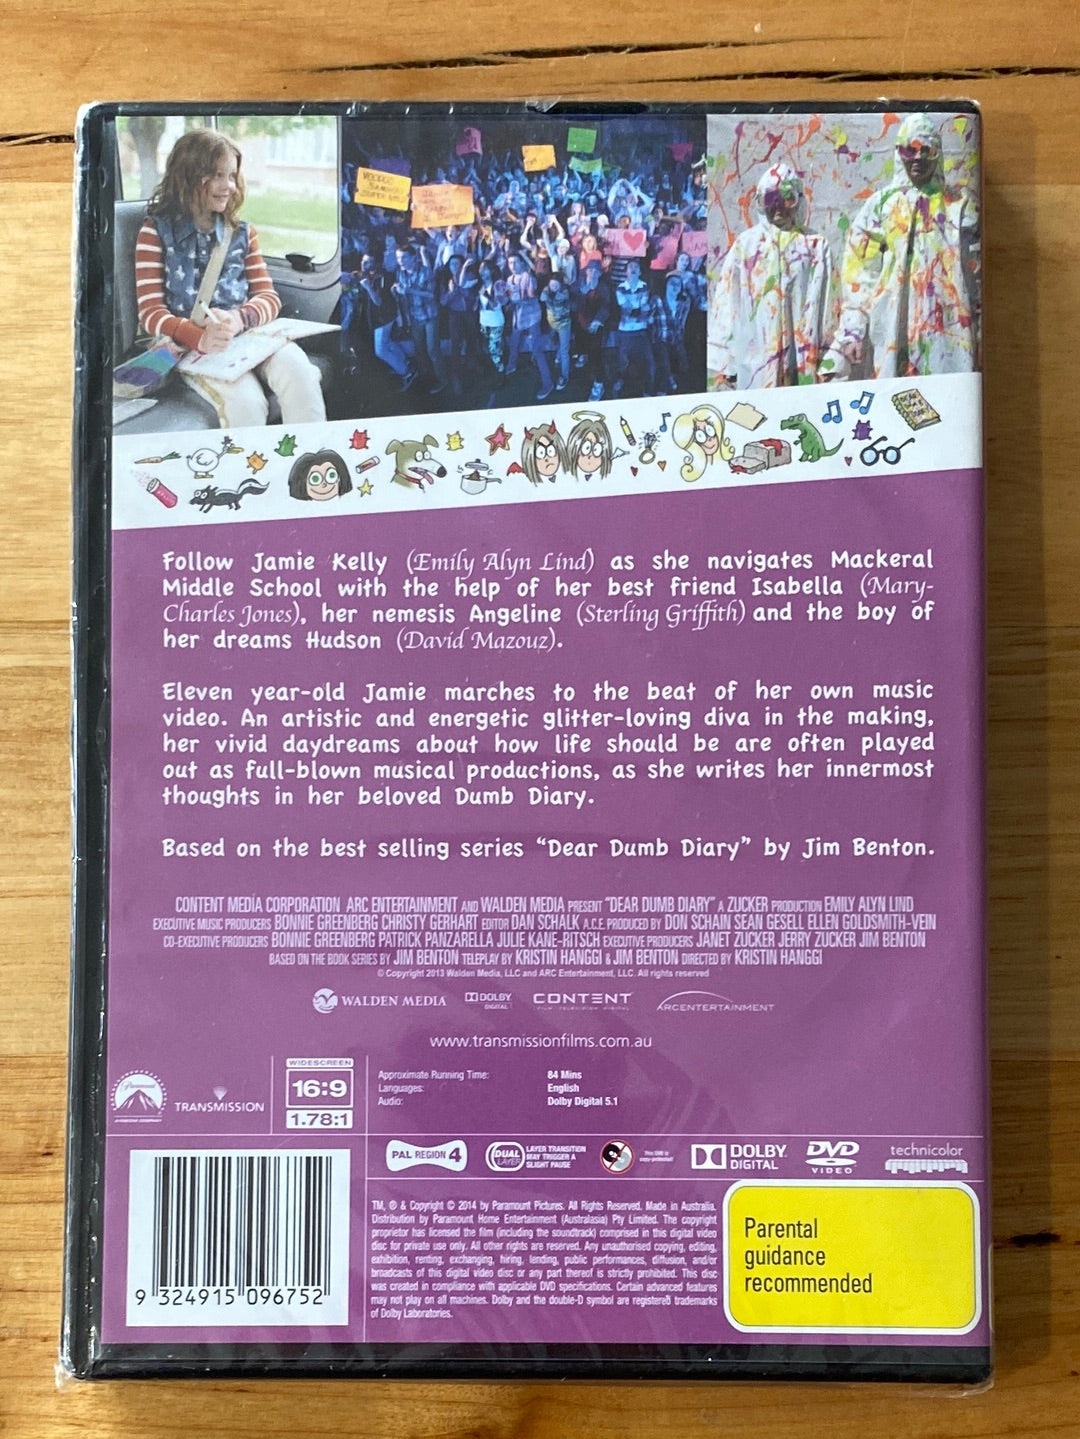 VOODOO
Follow Jamie Kelly (Emily Alyn Lind) as she navigates Mackeral
Middle School with the help of her best friend Isabella (Mary-
Charles Jones), her nemesis Angeline (Sterling Griffith) and the boy of
her dreams Hudson (David Mazouz).
Eleven year-old Jamie marches to the beat of her own music
video. An artistic and energetic glitter-loving diva in the making,
her vivid daydreams about how life should be are often played
out as full-blown musical productions, as she writes her innermost
thoughts in her beloved Dumb Diary.
Based on the best selling series “Dear Dumb Diary” by Jim Benton.
CONTENT MEDIA CORPORATION ARC ENTERTAINMENT AND WALDEN MEDIA PRESENT "DEAR DUMB DIARY" A ZUCKER PRODUCTION EMILY ALYN LIND
EXECUTIVE MUSIC PRODUCERS BONNIE GREENBERG CHRISTY GERHART EDITOR DAN SCHALK A.C.E. PRODUCED BY DON SCHAIN SEAN GESELL ELLEN GOLDSMITH-VEIN
CO-EXECUTIVE PRODUCERS BONNIE GREENBERG PATRICK PANZARELLA JULIE KANE-RITSCH EXECUTIVE PRODUCERS JANET ZUCKER JERRY ZUCKER JIM BENTON
BASED ON THE BOOK SERIES BY JIM BENTON TELEPLAY BY KRISTIN HANGGI & JIM BENTON DIRECTED BY KRISTIN HANGGI
© Copyright 2013 Walden Media, LLC and ARC Entertainment, LLC. All rights reserved
WALDEN MEDIA DOLBY DIGITAL CONTENT FILM TELEVISION DIGITAL ARCENTERTAINMENT
www.transmissionfilms.com.au
Paramount
TRANSMISSION
WIDESCREEN
16:9
1.78:1
Approximate Running Time: 84 Mins
Languages: English
Audio: Dolby Digital 5.1
PAL REGION 4
DUAL LAYER
LAYER TRANSITION
MAY TRIGGER A
SLIGHT PAUSE
This DVD is
copy-protected
DOLBY
DIGITAL
DVD
VIDEO
technicolor
TM, ® & Copyright © 2014 by Paramount Pictures. All Rights Reserved. Made in Australia.
Distribution by Paramount Home Entertainment (Australasia) Pty Limited. The copyright
proprietor has licensed the film (including the soundtrack) comprised in this digital video
disc for private use only. All other rights are reserved. Any unauthorised copying, editing,
exhibition, renting, exchanging, hiring, lending, public performances, diffusion, and/or
broadcasts of this digital video disc or any part thereof is strictly prohibited. This disc
was created in compliance with applicable DVD specifications. Certain advanced features
may not play on all machines. Dolby and the double-D symbol are registered trademarks
of Dolby Laboratories.
9 324915 096752
Parental
guidance
recommended